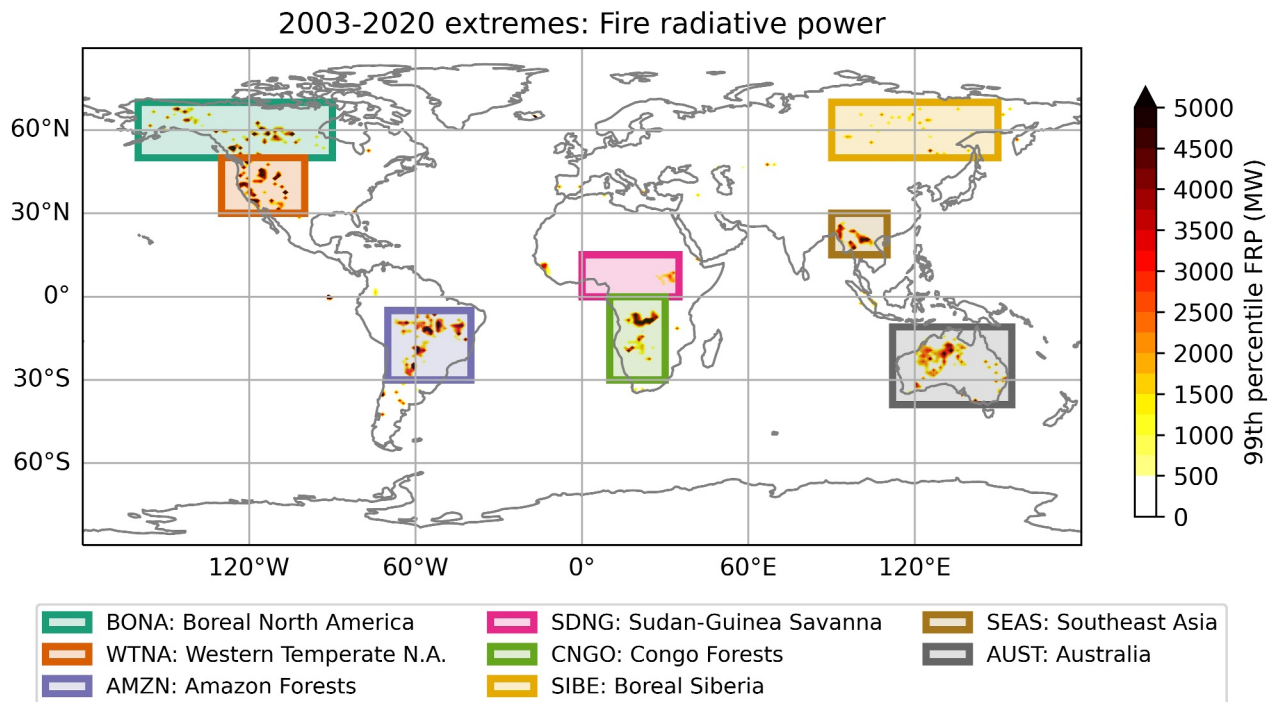 2003-2020 extremes: Fire radiative power
60°N
30°N
0°
30°S
60°S
120°W 60°W 0° 60°E 120°E
5000
4500
4000
3500
3000
2500
2000
1500
1000
500
0
99th percentile FRP (MW)
BONA: Boreal North America
WTNA: Western Temperate N.A.
AMZN: Amazon Forests
SDNG: Sudan-Guinea Savanna
CNGO: Congo Forests
SIBE: Boreal Siberia
SEAS: Southeast Asia
AUST: Australia